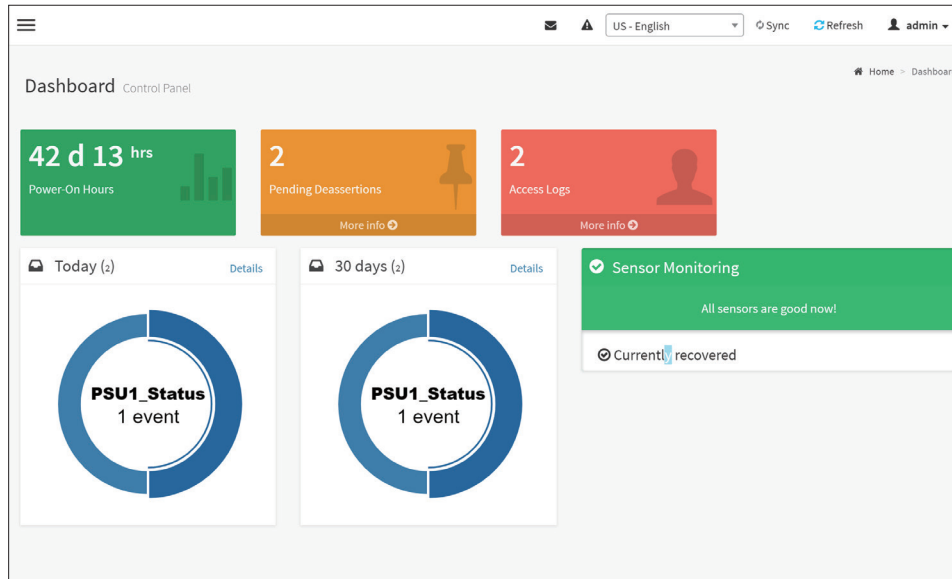 US - English Sync Refresh admin
Dashboard Control Panel
Home > Dashboar
42 d 13 hrs
Power-On Hours
2
Pending Deassertions
More info
2
Access Logs
More info
Today (2) Details
PSU1_Status
1 event
30 days (2) Details
PSU1_Status
1 event
Sensor Monitoring
All sensors are good now!
Currently recovered